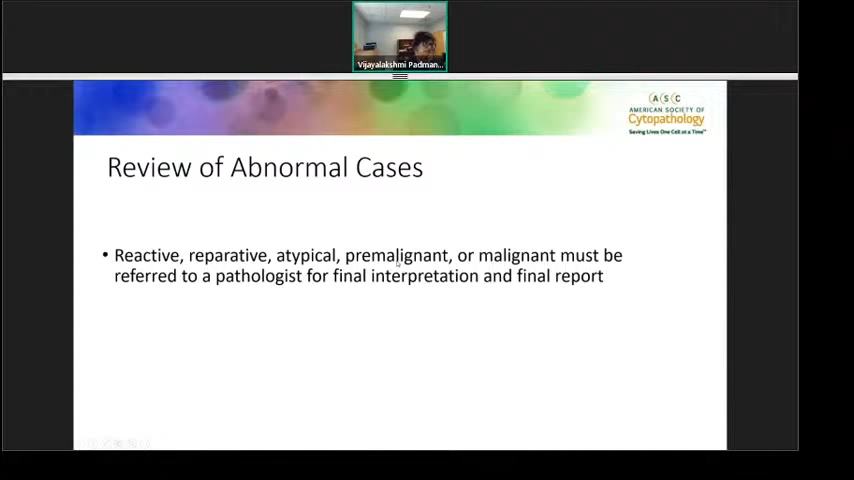 Vijayalakshmi Padman...
ASC
AMERICAN SOCIETY OF
Cytopathology
Saving Lives One Cell at a Time™
Review of Abnormal Cases
• Reactive, reparative, atypical, premalignant, or malignant must be
referred to a pathologist for final interpretation and final report